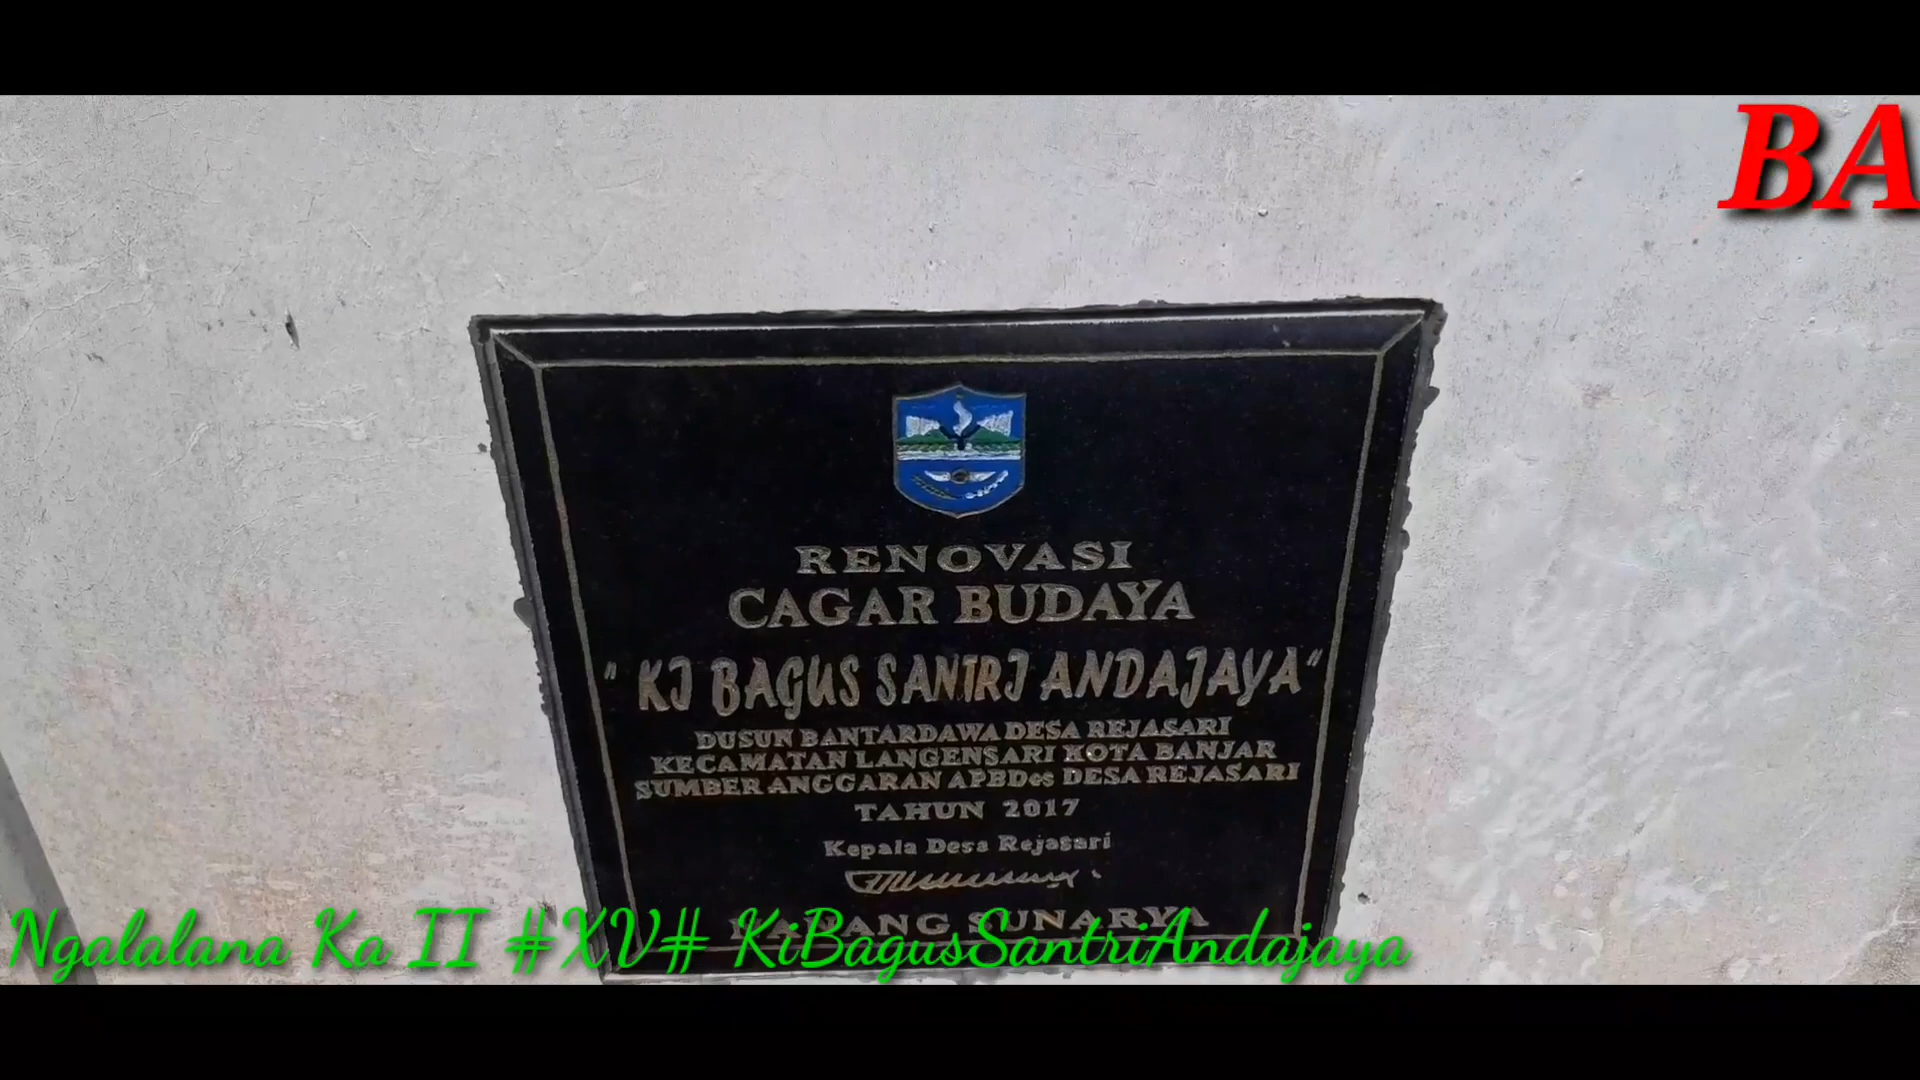 BA
RENOVASI
CAGAR BUDAYA
" KI BAGUS SANTRI ANDAJAYA "
DUSUN BANTARDAWA DESA REJASARI
KECAMATAN LANGENSARI KOTA BANJAR
SUMBER ANGGARAN APBDes DESA REJASARI
TAHUN 2017
Kepala Desa Rejasari
SUNARYA
Ngalalana Ka II #XV# KiBagusSantriAndajaya